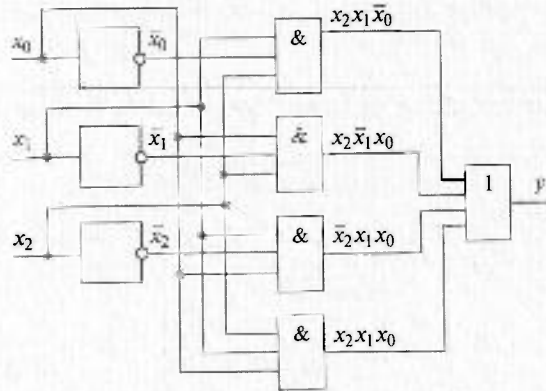 x₀ x̄₀ & x₂x₁x̄₀
x₁ x̄₁ & x₂x̄₁x₀
1 y
x₂ x̄₂ & x̄₂x₁x₀
& x₂x₁x₀